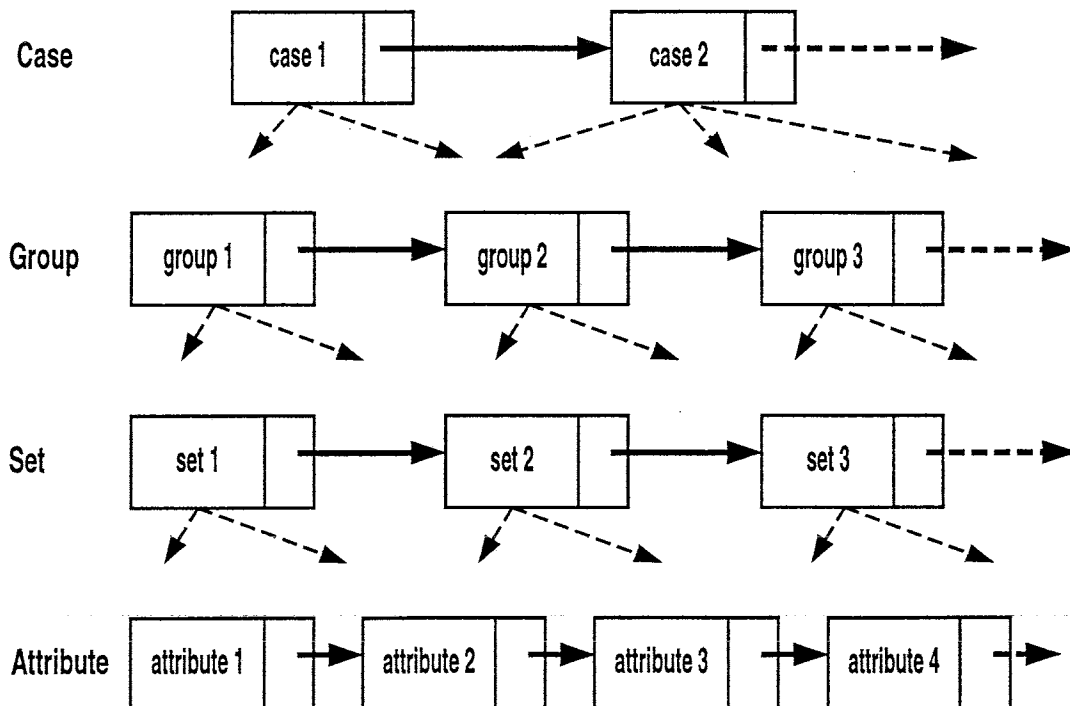 Case case 1 case 2
Group group 1 group 2 group 3
Set set 1 set 2 set 3
Attribute attribute 1 attribute 2 attribute 3 attribute 4